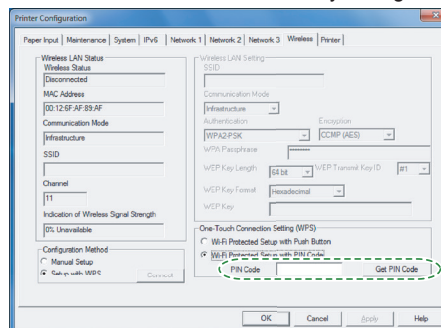 Printer Configuration
Paper Input | Maintenance | System | IPv6 | Network 1 | Network 2 | Network 3 | Wireless | Printer
Wireless LAN Status
Wireless Status
Disconnected
MAC Address
00:12:6F:AF:89:AF
Communication Mode
Infrastructure
SSID
Channel
11
Indication of Wireless Signal Strength
0% Unavailable
Configuration Method
Manual Setup
Setup with WPS
Connect
Wireless LAN Setting
SSID
Communication Mode
Infrastructure
Authentication Encryption
WPA2-PSK CCMP (AES)
WPA Passphrase ********
WEP Key Length 64 bit WEP Transmit Key ID #1
WEP Key Format Hexadecimal
WEP Key
One-Touch Connection Setting (WPS)
Wi-Fi Protected Setup with Push Button
Wi-Fi Protected Setup with PIN Code
PIN Code Get PIN Code
OK Cancel Apply Help